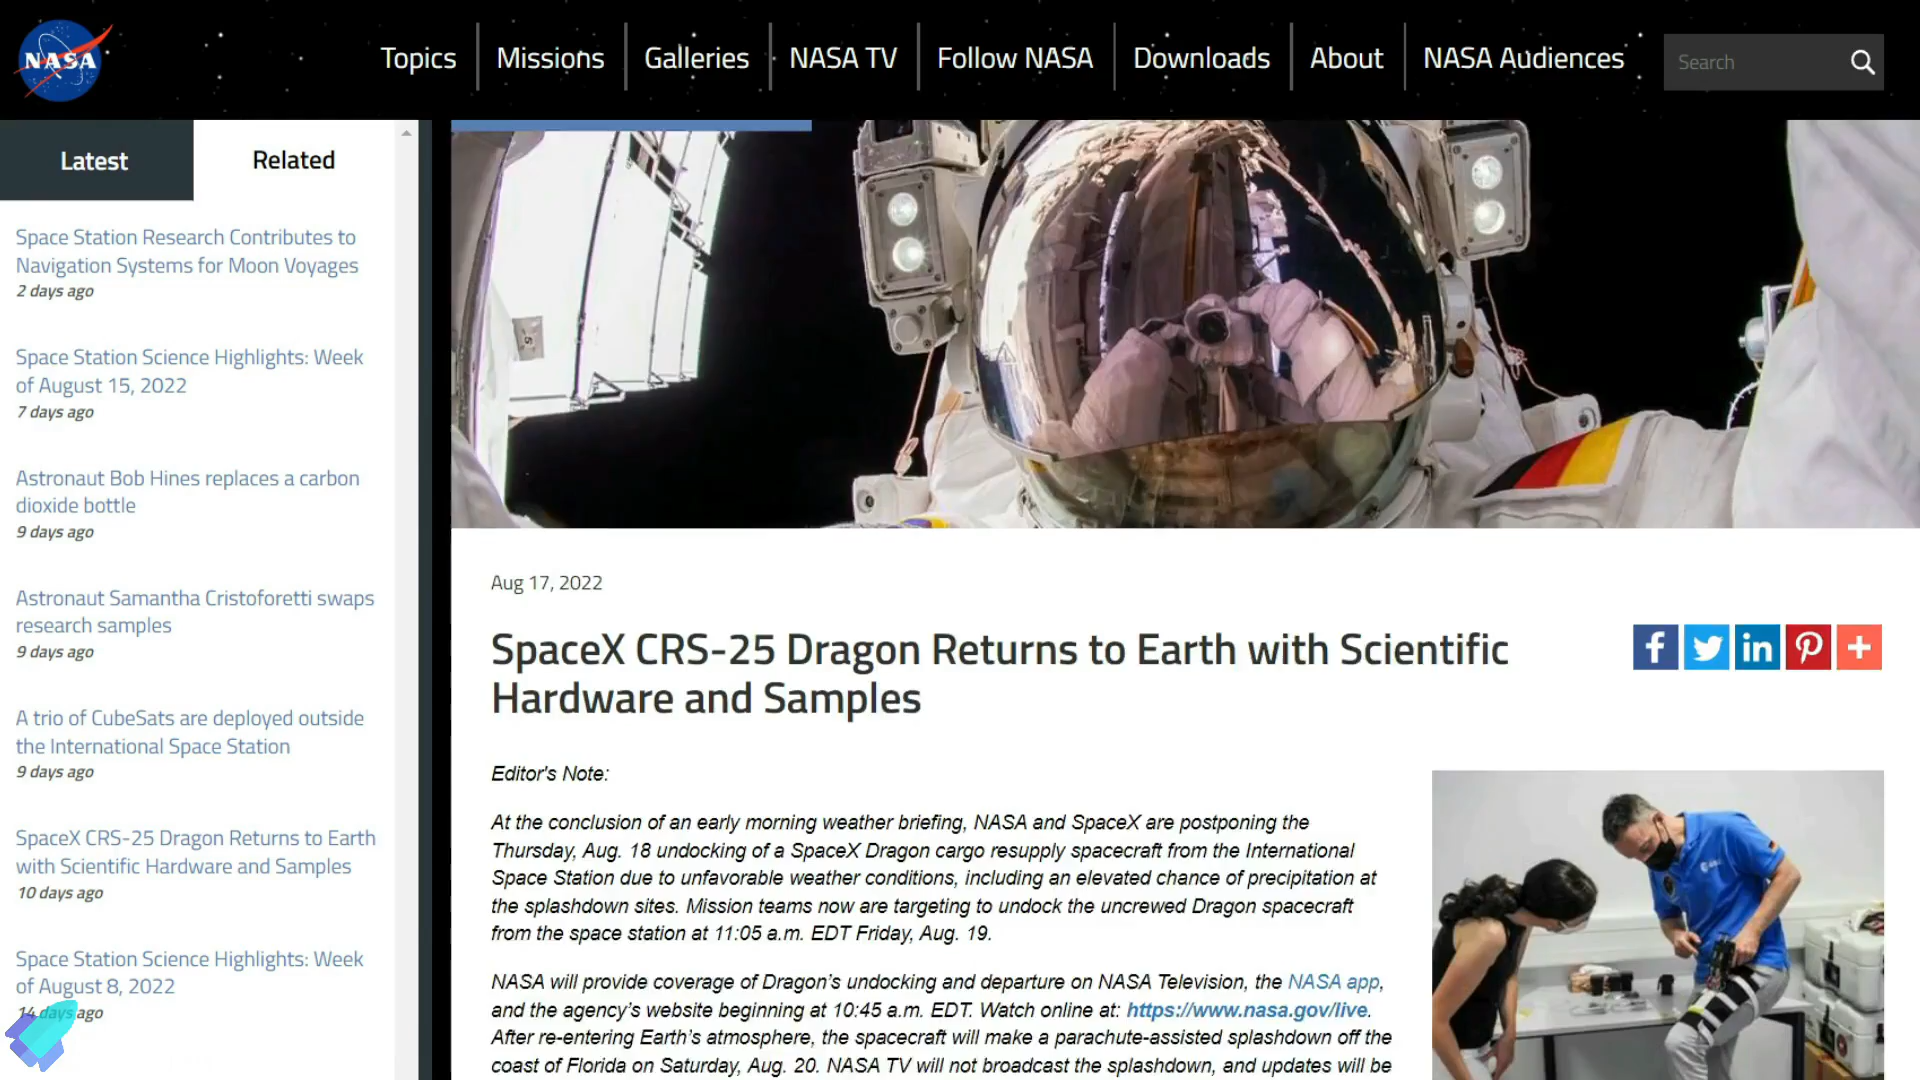 NASA
Topics
Missions
Galleries
NASA TV
Follow NASA
Downloads
About
NASA Audiences
Search
Latest
Related
Space Station Research Contributes to
Navigation Systems for Moon Voyages
2 days ago
Space Station Science Highlights: Week
of August 15, 2022
7 days ago
Astronaut Bob Hines replaces a carbon
dioxide bottle
9 days ago
Astronaut Samantha Cristoforetti swaps
research samples
9 days ago
A trio of CubeSats are deployed outside
the International Space Station
9 days ago
SpaceX CRS-25 Dragon Returns to Earth
with Scientific Hardware and Samples
10 days ago
Space Station Science Highlights: Week
of August 8, 2022
14 days ago
Aug 17, 2022
SpaceX CRS-25 Dragon Returns to Earth with Scientific
Hardware and Samples
Editor's Note:
At the conclusion of an early morning weather briefing, NASA and SpaceX are postponing the
Thursday, Aug. 18 undocking of a SpaceX Dragon cargo resupply spacecraft from the International
Space Station due to unfavorable weather conditions, including an elevated chance of precipitation at
the splashdown sites. Mission teams now are targeting to undock the uncrewed Dragon spacecraft
from the space station at 11:05 a.m. EDT Friday, Aug. 19.
NASA will provide coverage of Dragon’s undocking and departure on NASA Television, the NASA app,
and the agency’s website beginning at 10:45 a.m. EDT. Watch online at: https://www.nasa.gov/live.
After re-entering Earth’s atmosphere, the spacecraft will make a parachute-assisted splashdown off the
coast of Florida on Saturday, Aug. 20. NASA TV will not broadcast the splashdown, and updates will be